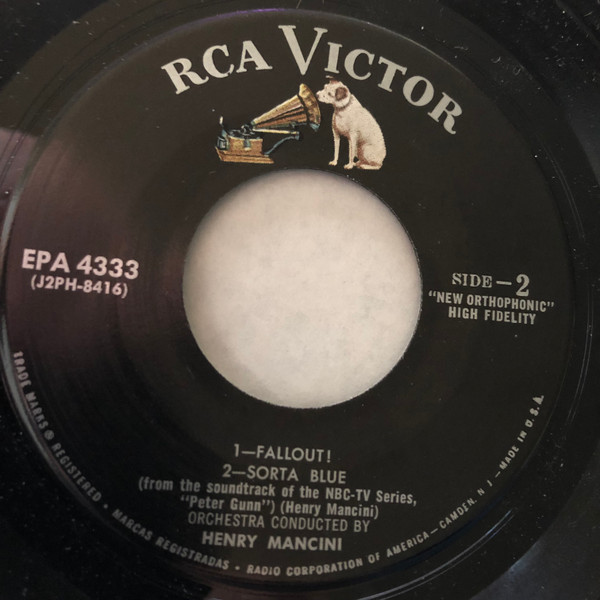 RCA VICTOR
EPA 4333
(J2PH-8416)
SIDE – 2
"NEW ORTHOPHONIC"
HIGH FIDELITY
1—FALLOUT!
2—SORTA BLUE
(from the soundtrack of the NBC-TV Series,
"Peter Gunn") (Henry Mancini)
ORCHESTRA CONDUCTED BY
HENRY MANCINI
TRADE MARKS ® REGISTERED • MARCAS REGISTRADAS • RADIO CORPORATION OF AMERICA—CAMDEN, N J—MADE IN U.S.A.